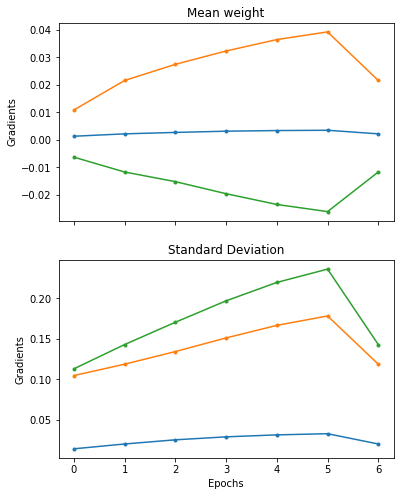 Mean weight
0.04
0.03
0.02
0.01
0.00
−0.01
−0.02
Gradients
Standard Deviation
0.20
0.15
0.10
0.05
Gradients
0 1 2 3 4 5 6
Epochs